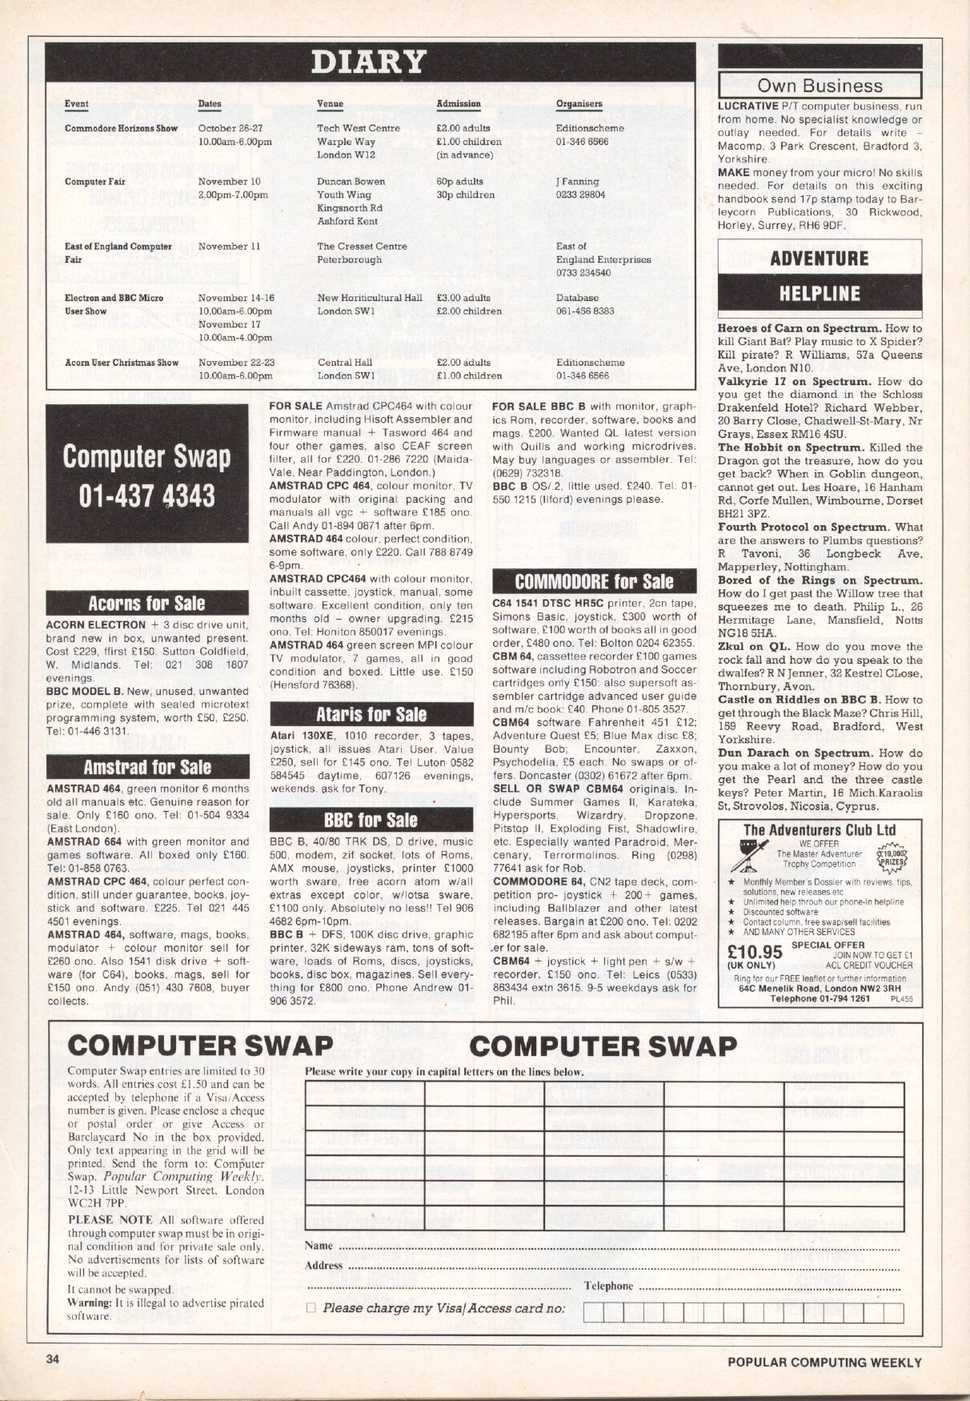 DIARY
Event Dates Venue Admission Organisers
Commodore Horizons Show October 26-27 Tech West Centre £2.00 adults Editionscheme
10.00am-6.00pm Warple Way £1.00 children 01-346 6566
London W12 (in advance)
Computer Fair November 10 Duncan Bowen 60p adults J Fanning
2.00pm-7.00pm Youth Wing 30p children 0233 29804
Kingsnorth Rd
Ashford Kent
East of England Computer November 11 The Cresset Centre East of
Fair Peterborough England Enterprises
0733 234540
Electron and BBC Micro November 14-16 New Horiticultural Hall £3.00 adults Database
User Show 10.00am-6.00pm London SW1 £2.00 children 061-456 8383
November 17
10.00am-4.00pm
Acorn User Christmas Show November 22-23 Central Hall £2.00 adults Editionscheme
10.00am-6.00pm London SW1 £1.00 children 01-346 6566
Computer Swap
01-437 4343
Acorns for Sale
ACORN ELECTRON + 3 disc drive unit,
brand new in box, unwanted present.
Cost £229, ffirst £150. Sutton Coldfield,
W. Midlands. Tel: 021 308 1807
evenings.
BBC MODEL B. New, unused, unwanted
prize, complete with sealed microtext
programming system, worth £50, £250.
Tel: 01-446 3131.
Amstrad for Sale
AMSTRAD 464, green monitor 6 months
old all manuals etc. Genuine reason for
sale. Only £160 ono. Tel: 01-504 9334
(East London).
AMSTRAD 664 with green monitor and
games software. All boxed only £160.
Tel: 01-858 0763.
AMSTRAD CPC 464, colour perfect con-
dition, still under guarantee, books, joy-
stick and software. £225. Tel 021 445
4501 evenings.
AMSTRAD 464, software, mags, books,
modulator + colour monitor sell for
£260 ono. Also 1541 disk drive + soft-
ware (for C64), books, mags, sell for
£150 ono. Andy (051) 430 7608, buyer
collects.
FOR SALE Amstrad CPC464 with colour
monitor, including Hisoft Assembler and
Firmware manual + Tasword 464 and
four other games, also CEAF screen
filter, all for £220. 01-286 7220 (Maida-
Vale. Near Paddington, London.)
AMSTRAD CPC 464, colour monitor, TV
modulator with original packing and
manuals all vgc + software £185 ono.
Call Andy 01-894 0871 after 6pm.
AMSTRAD 464 colour, perfect condition,
some software, only £220. Call 788 8749
6-9pm.
AMSTRAD CPC464 with colour monitor,
inbuilt cassette, joystick, manual, some
software. Excellent condition, only ten
months old - owner upgrading. £215
ono. Tel: Honiton 850017 evenings.
AMSTRAD 464 green screen MPI colour
TV modulator, 7 games, all in good
condition and boxed. Little use. £150
(Hensford 76368).
Ataris for Sale
Atari 130XE, 1010 recorder, 3 tapes,
joystick, all issues Atari User. Value
£250, sell for £145 ono. Tel Luton 0582
584545 daytime, 607126 evenings,
wekends. ask for Tony.
BBC for Sale
BBC B, 40/80 TRK DS, D drive, music
500, modem, zif socket, lots of Roms,
AMX mouse, joysticks, printer £1000
worth sware, free acorn atom w/all
extras except color, w/lotsa sware,
£1100 only. Absolutely no less!! Tel 906
4682 6pm-10pm.
BBC B + DFS, 100K disc drive, graphic
printer, 32K sideways ram, tons of soft-
ware, loads of Roms, discs, joysticks,
books, disc box, magazines. Sell every-
thing for £800 ono. Phone Andrew 01-
906 3572.
FOR SALE BBC B with monitor, graph-
ics Rom, recorder, software, books and
mags. £200. Wanted QL latest version
with Quills and working microdrives.
May buy languages or assembler. Tel:
(0629) 732318.
BBC B OS/.2, little used. £240. Tel: 01-
550 1215 (Ilford) evenings please.
COMMODORE for Sale
C64 1541 DTSC HR5C printer, 2cn tape,
Simons Basic, joystick, £300 worth of
software, £100 worth of books all in good
order, £480 ono. Tel: Bolton 0204 62355.
CBM 64, cassettee recorder £100 games
software including Robotron and Soccer
cartridges only £150: also supersoft as-
sembler cartridge advanced user guide
and m/c book: £40. Phone 01-805 3527.
CBM64 software Fahrenheit 451 £12;
Adventure Quest £5; Blue Max disc £8;
Bounty Bob; Encounter, Zaxxon,
Psychodelia, £5 each. No swaps or of-
fers. Doncaster (0302) 61672 after 6pm.
SELL OR SWAP CBM64 originals. In-
clude Summer Games II, Karateka,
Hypersports, Wizardry, Dropzone,
Pitstop II, Exploding Fist, Shadowfire,
etc. Especially wanted Paradroid, Mer-
cenary, Terrormolinos. Ring (0298)
77641 ask for Rob.
COMMODORE 64, CN2 tape deck, com-
petition pro- joystick + 200+ games,
including Ballblazer and other latest
releases. Bargain at £200 ono. Tel: 0202
682195 after 6pm and ask about comput-
er for sale.
CBM64 + joystick + light pen + s/w +
recorder, £150 ono. Tel: Leics (0533)
863434 extn 3615. 9-5 weekdays ask for
Phil.
Own Business
LUCRATIVE P/T computer business, run
from home. No specialist knowledge or
outlay needed. For details write -
Macomp, 3 Park Crescent, Bradford 3,
Yorkshire.
MAKE money from your micro! No skills
needed. For details on this exciting
handbook send 17p stamp today to Bar-
leycorn Publications, 30 Rickwood,
Horley, Surrey, RH6 9DF.
ADVENTURE
HELPLINE
Heroes of Carn on Spectrum. How to
kill Giant Bat? Play music to X Spider?
Kill pirate? R Williams, 57a Queens
Ave, London N10.
Valkyrie 17 on Spectrum. How do
you get the diamond in the Schloss
Drakenfeld Hotel? Richard Webber,
20 Barry Close, Chadwell-St-Mary, Nr
Grays, Essex RM16 4SU.
The Hobbit on Spectrum. Killed the
Dragon got the treasure, how do you
get back? When in Goblin dungeon,
cannot get out. Les Hoare, 16 Hanham
Rd, Corfe Mullen, Wimbourne, Dorset
BH21 3PZ.
Fourth Protocol on Spectrum. What
are the answers to Plumbs questions?
R Tavoni, 36 Longbeck Ave,
Mapperley, Nottingham.
Bored of the Rings on Spectrum.
How do I get past the Willow tree that
squeezes me to death. Philip L., 26
Hermitage Lane, Mansfield, Notts
NG18 5HA.
Zkul on QL. How do you move the
rock fall and how do you speak to the
dwalfes? R N Jenner, 32 Kestrel CLose,
Thornbury, Avon.
Castle on Riddles on BBC B. How to
get through the Black Maze? Chris Hill,
159 Reevy Road, Bradford, West
Yorkshire.
Dun Darach on Spectrum. How do
you make a lot of money? How do you
get the Pearl and the three castle
keys? Peter Martin, 16 Mich.Karaolis
St, Strovolos, Nicosia, Cyprus.
The Adventurers Club Ltd
WE OFFER
The Master Adventurer
Trophy Competition
£10,000
PRIZES
★ Monthly Member's Dossier with reviews, tips,
solutions, new releases etc
★ Unlimited help throuh our phone-in helpline
★ Discounted software
★ Contact column, free swap/sell facilities
★ AND MANY OTHER SERVICES
£10.95 SPECIAL OFFER
JOIN NOW TO GET £1
(UK ONLY) ACL CREDIT VOUCHER
Ring for our FREE leaflet or further information
64C Menelik Road, London NW2 3RH
Telephone 01-794 1261 PL455
COMPUTER SWAP COMPUTER SWAP
Computer Swap entries are limited to 30
words. All entries cost £1.50 and can be
accepted by telephone if a Visa/Access
number is given. Please enclose a cheque
or postal order or give Access or
Barclaycard No in the box provided.
Only text appearing in the grid will be
printed. Send the form to: Computer
Swap, Popular Computing Weekly,
12-13 Little Newport Street, London
WC2H 7PP.
PLEASE NOTE All software offered
through computer swap must be in origi-
nal condition and for private sale only.
No advertisements for lists of software
will be accepted.
It cannot be swapped.
Warning: It is illegal to advertise pirated
software.
Please write your copy in capital letters on the lines below.
Name
Address
Telephone
Please charge my Visa/Access card no:
34
POPULAR COMPUTING WEEKLY